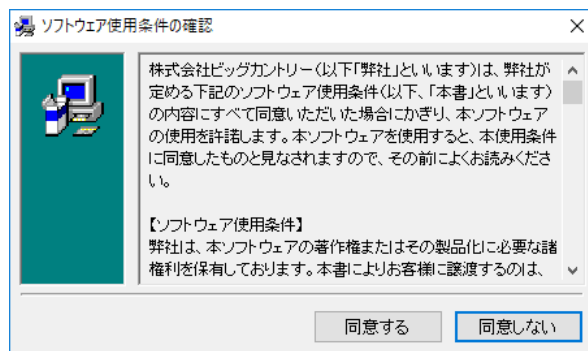 ソフトウェア使用条件の確認
株式会社ビッグカントリー(以下「弊社」といいます)は、弊社が
定める下記のソフトウェア使用条件(以下、「本書」といいます)
の内容にすべて同意いただいた場合にかぎり、本ソフトウェア
の使用を許諾します。本ソフトウェアを使用すると、本使用条件
に同意したものと見なされますので、その前によくお読みくださ
い。
【ソフトウェア使用条件】
弊社は、本ソフトウェアの著作権またはその製品化に必要な諸
権利を保有しております。本書によりお客様に譲渡するのは、
同意する
同意しない